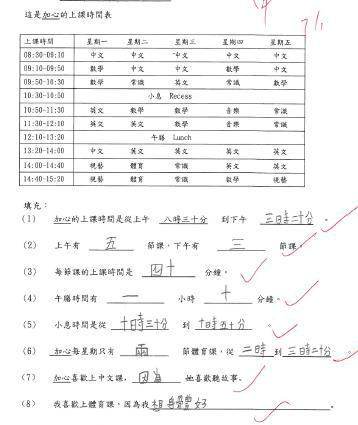 這是加心的上課時間表
上課時間 星期一 星期二 星期三 星期四 星期五
08:30-09:10 中文 中文 中文 中文 中文
09:10-09:50 數學 中文 中文 數學 中文
09:50-10:30 數學 常識 英文 常識 數學
10:30-10:50 小息 Recess
10:50-11:30 英文 數學 數學 音樂 常識
11:30-12:10 英文 英文 數學 音樂 常識
12:10-13:20 午膳 Lunch
13:20-14:00 中文 英文 英文 英文 英文
14:00-14:40 視藝 體育 常識 英文 英文
14:40-15:20 視藝 體育 常識 數學 視藝
填充:
(1) 加心的上課時間是從上午 八時三十分 到下午 三時二十分 。
(2) 上午有 五 節課,下午有 三 節課。
(3) 每節課的上課時間是 四十 分鐘。
(4) 午膳時間有 一 小時 十 分鐘。
(5) 小息時間是從 十時三十分 到 十時五十分 。
(6) 加心每星期只有 兩 節體育課,從 二時 到 三時二十分 。
(7) 加心喜歡上中文課, 因為 她喜歡聽故事。
(8) 我喜歡上體育課,因為我想身體好 。